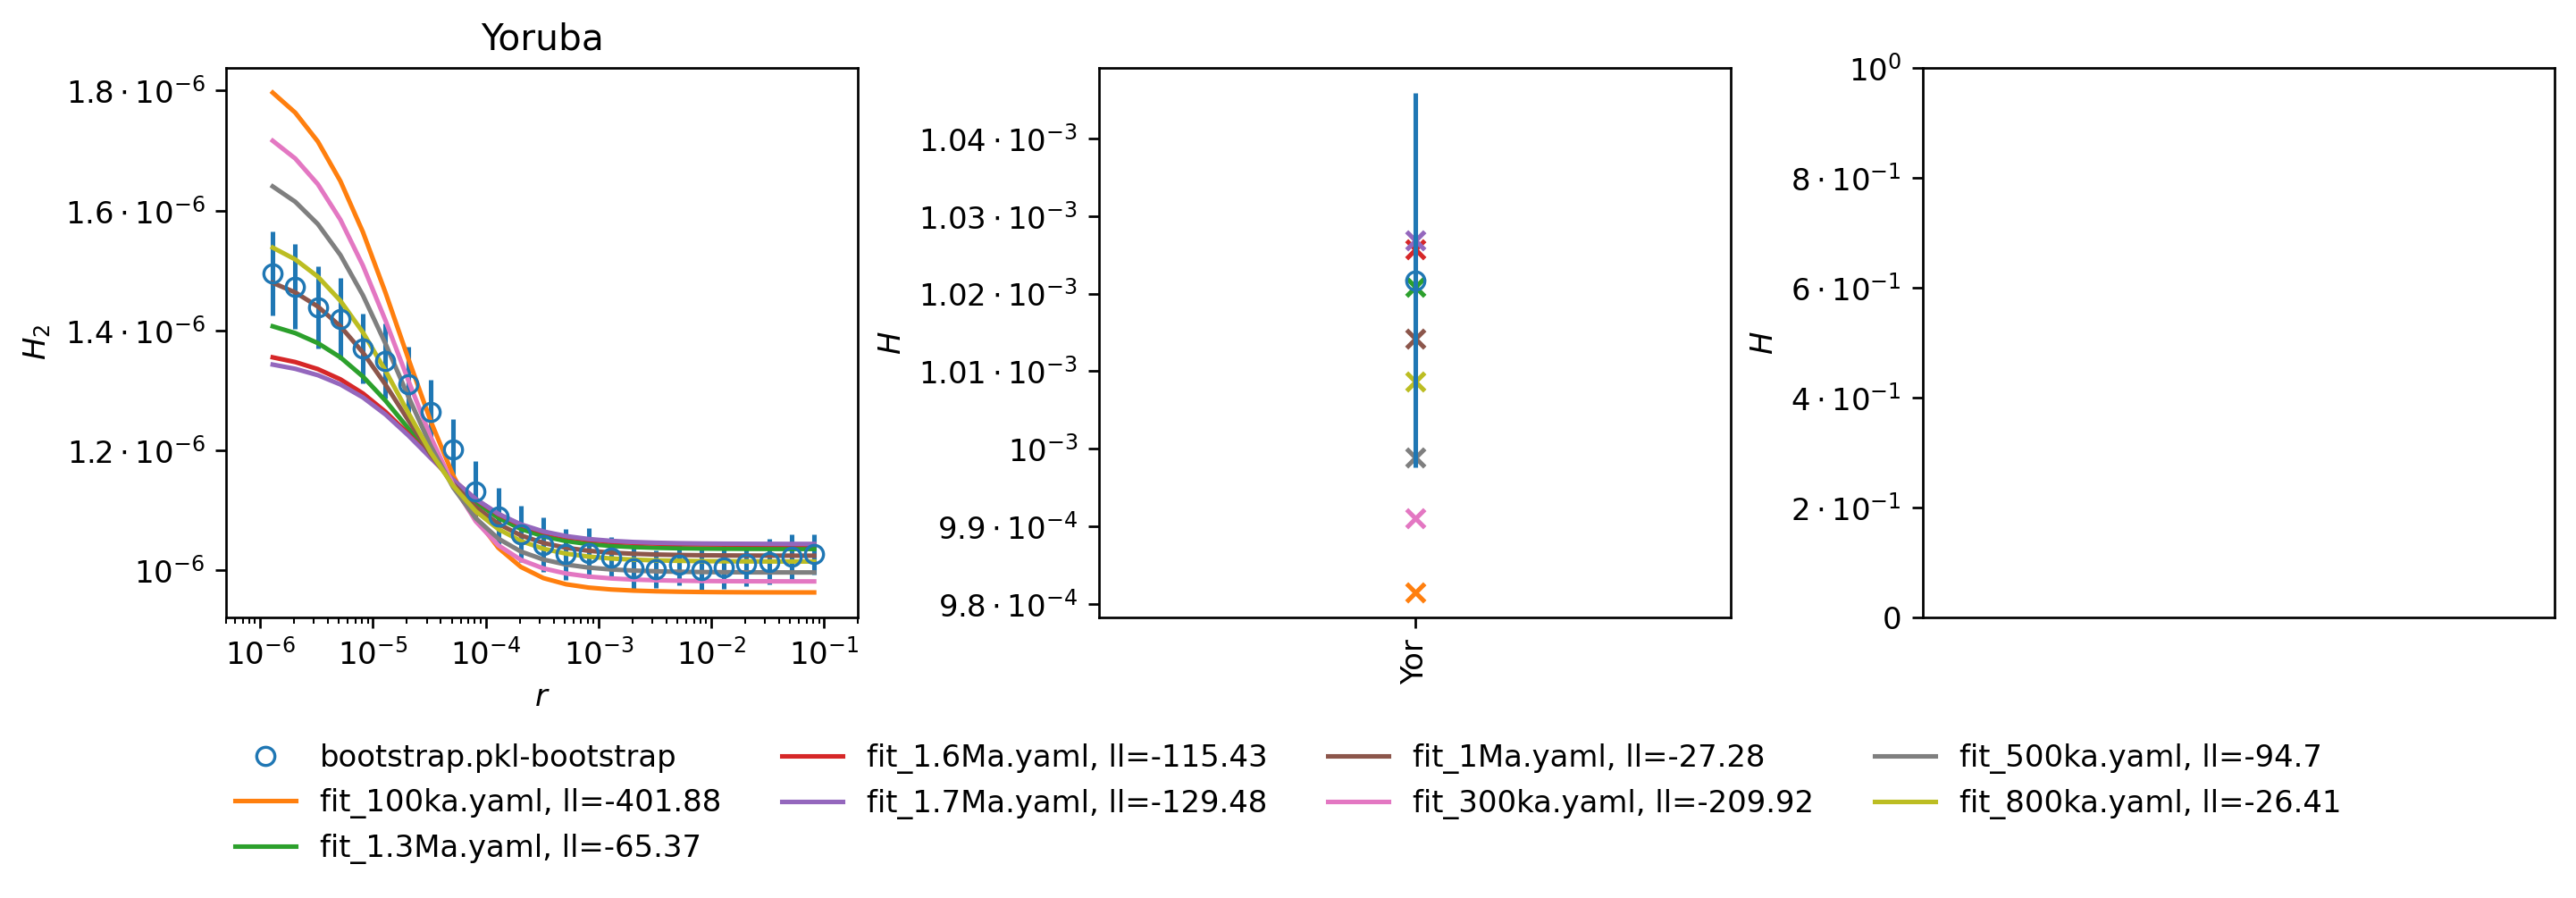 Yoruba
1.8 · 10⁻⁶
1.6 · 10⁻⁶
1.4 · 10⁻⁶
1.2 · 10⁻⁶
10⁻⁶
H₂
10⁻⁶ 10⁻⁵ 10⁻⁴ 10⁻³ 10⁻² 10⁻¹
r
1.04 · 10⁻³
1.03 · 10⁻³
1.02 · 10⁻³
1.01 · 10⁻³
10⁻³
9.9 · 10⁻⁴
9.8 · 10⁻⁴
H
Yor
10⁰
8 · 10⁻¹
6 · 10⁻¹
4 · 10⁻¹
2 · 10⁻¹
0
H
bootstrap.pkl-bootstrap
fit_100ka.yaml, ll=-401.88
fit_1.3Ma.yaml, ll=-65.37
fit_1.6Ma.yaml, ll=-115.43
fit_1.7Ma.yaml, ll=-129.48
fit_1Ma.yaml, ll=-27.28
fit_300ka.yaml, ll=-209.92
fit_500ka.yaml, ll=-94.7
fit_800ka.yaml, ll=-26.41